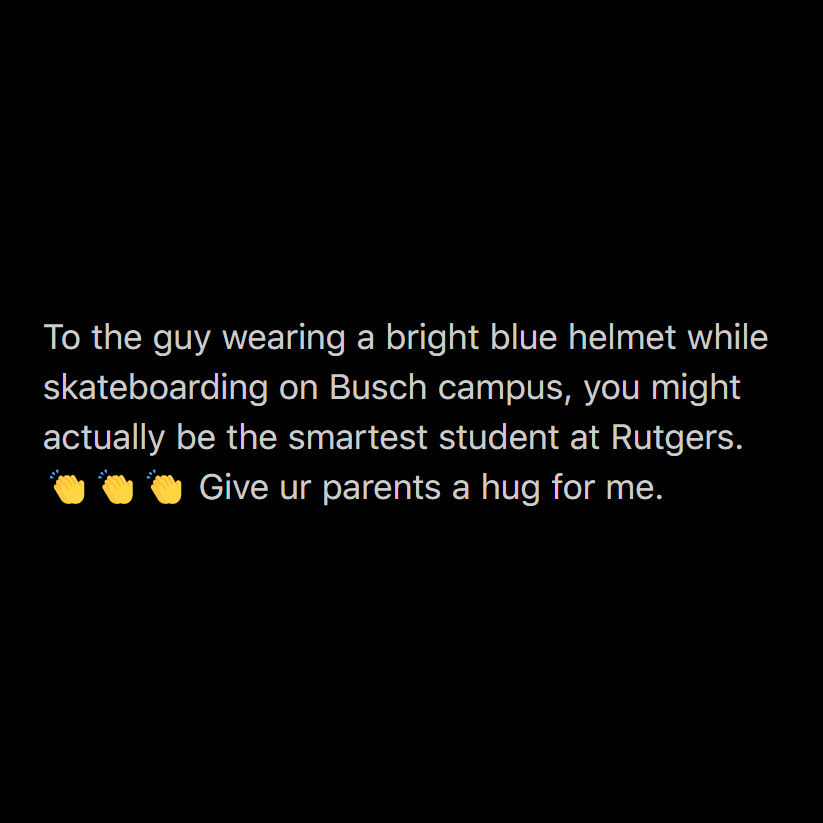 To the guy wearing a bright blue helmet while
skateboarding on Busch campus, you might
actually be the smartest student at Rutgers.
👏 👏 👏 Give ur parents a hug for me.